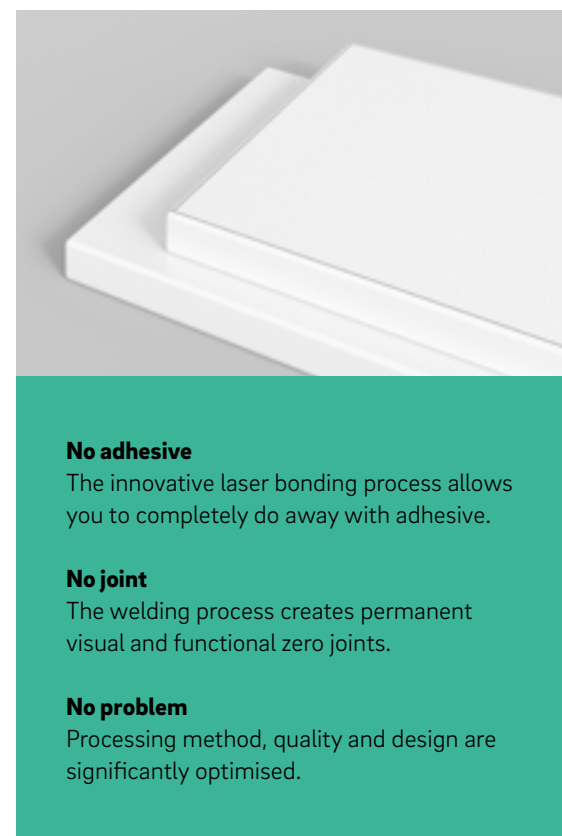 No adhesive
The innovative laser bonding process allows
you to completely do away with adhesive.
No joint
The welding process creates permanent
visual and functional zero joints.
No problem
Processing method, quality and design are
significantly optimised.